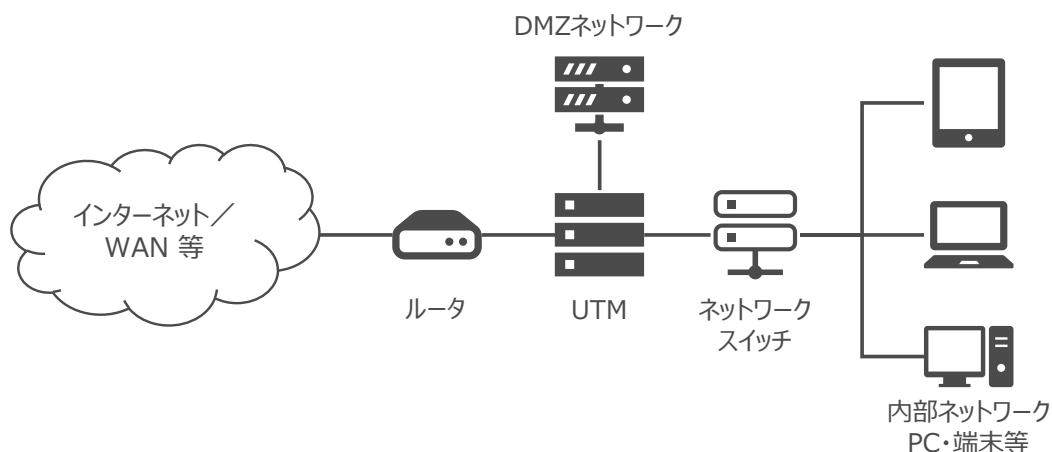 DMZネットワーク
インターネット／
WAN 等
ルータ
UTM
ネットワーク
スイッチ
内部ネットワーク
PC・端末等